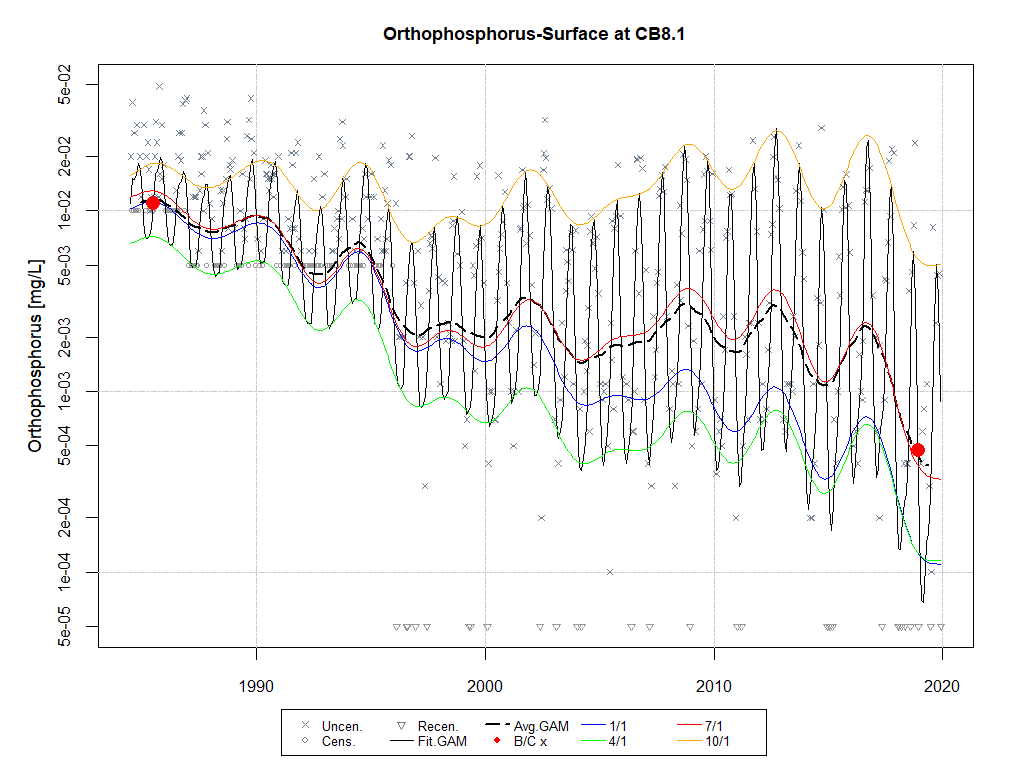 Orthophosphorus-Surface at CB8.1
Orthophosphorus [mg/L]
5e-02
2e-02
1e-02
5e-03
2e-03
1e-03
5e-04
2e-04
1e-04
5e-05
1990 2000 2010 2020
Uncen. Recen. Avg.GAM 1/1 7/1
Cens. Fit.GAM B/C x 4/1 10/1